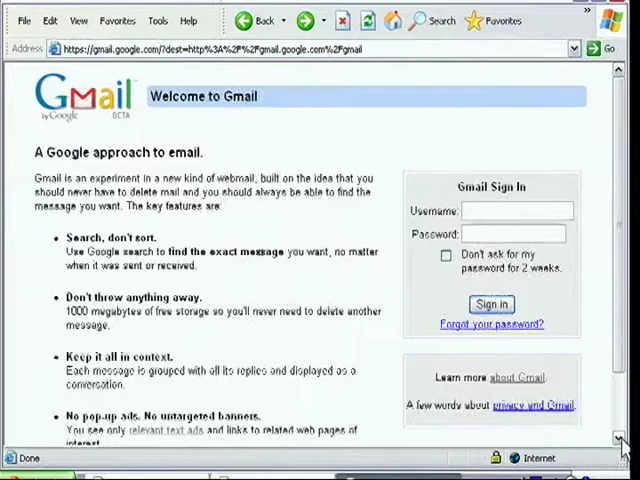 File Edit View Favorites Tools Help Back Search Favorites »
Address https://gmail.google.com/?dest=http%3A%2F%2Fgmail.google.com%2Fgmail Go
Gmail
by Google BETA
Welcome to Gmail
A Google approach to email.
Gmail is an experiment in a new kind of webmail, built on the idea that you
should never have to delete mail and you should always be able to find the
message you want. The key features are:
• Search, don't sort.
Use Google search to find the exact message you want, no matter
when it was sent or received.
• Don't throw anything away.
1000 megabytes of free storage so you'll never need to delete another
message.
• Keep it all in context.
Each message is grouped with all its replies and displayed as a
conversation.
• No pop-up ads. No untargeted banners.
You see only relevant text ads and links to related web pages of
interest.
Gmail Sign In
Username:
Password:
Don't ask for my
password for 2 weeks.
Sign in
Forgot your password?
Learn more about Gmail.
A few words about privacy and Gmail.
Done Internet